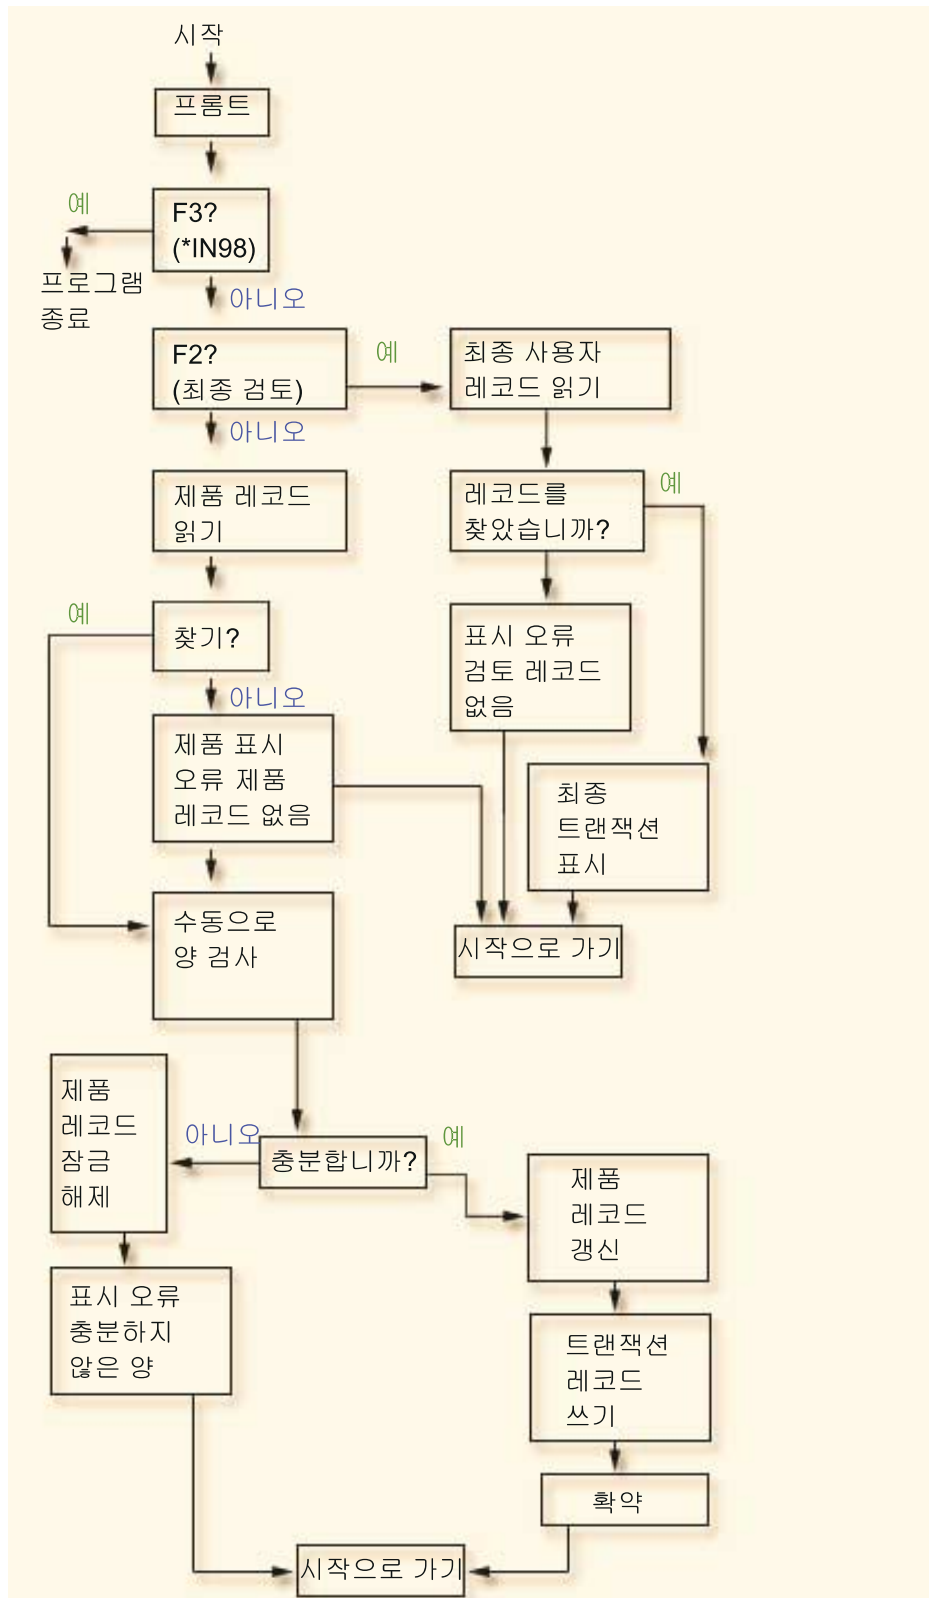 시작
프롬트
예
F3?
(*IN98)
프로그램
종료
아니오
F2?
(최종 검토)
예
최종 사용자
레코드 읽기
아니오
제품 레코드
읽기
레코드를
찾았습니까?
예
예
찾기?
표시 오류
검토 레코드
없음
아니오
제품 표시
오류 제품
레코드 없음
최종
트랜잭션
표시
수동으로
양 검사
시작으로 가기
제품
레코드
잠금
해제
아니오
충분합니까?
예
제품
레코드
갱신
표시 오류
충분하지
않은 양
트랜잭션
레코드
쓰기
확약
시작으로 가기